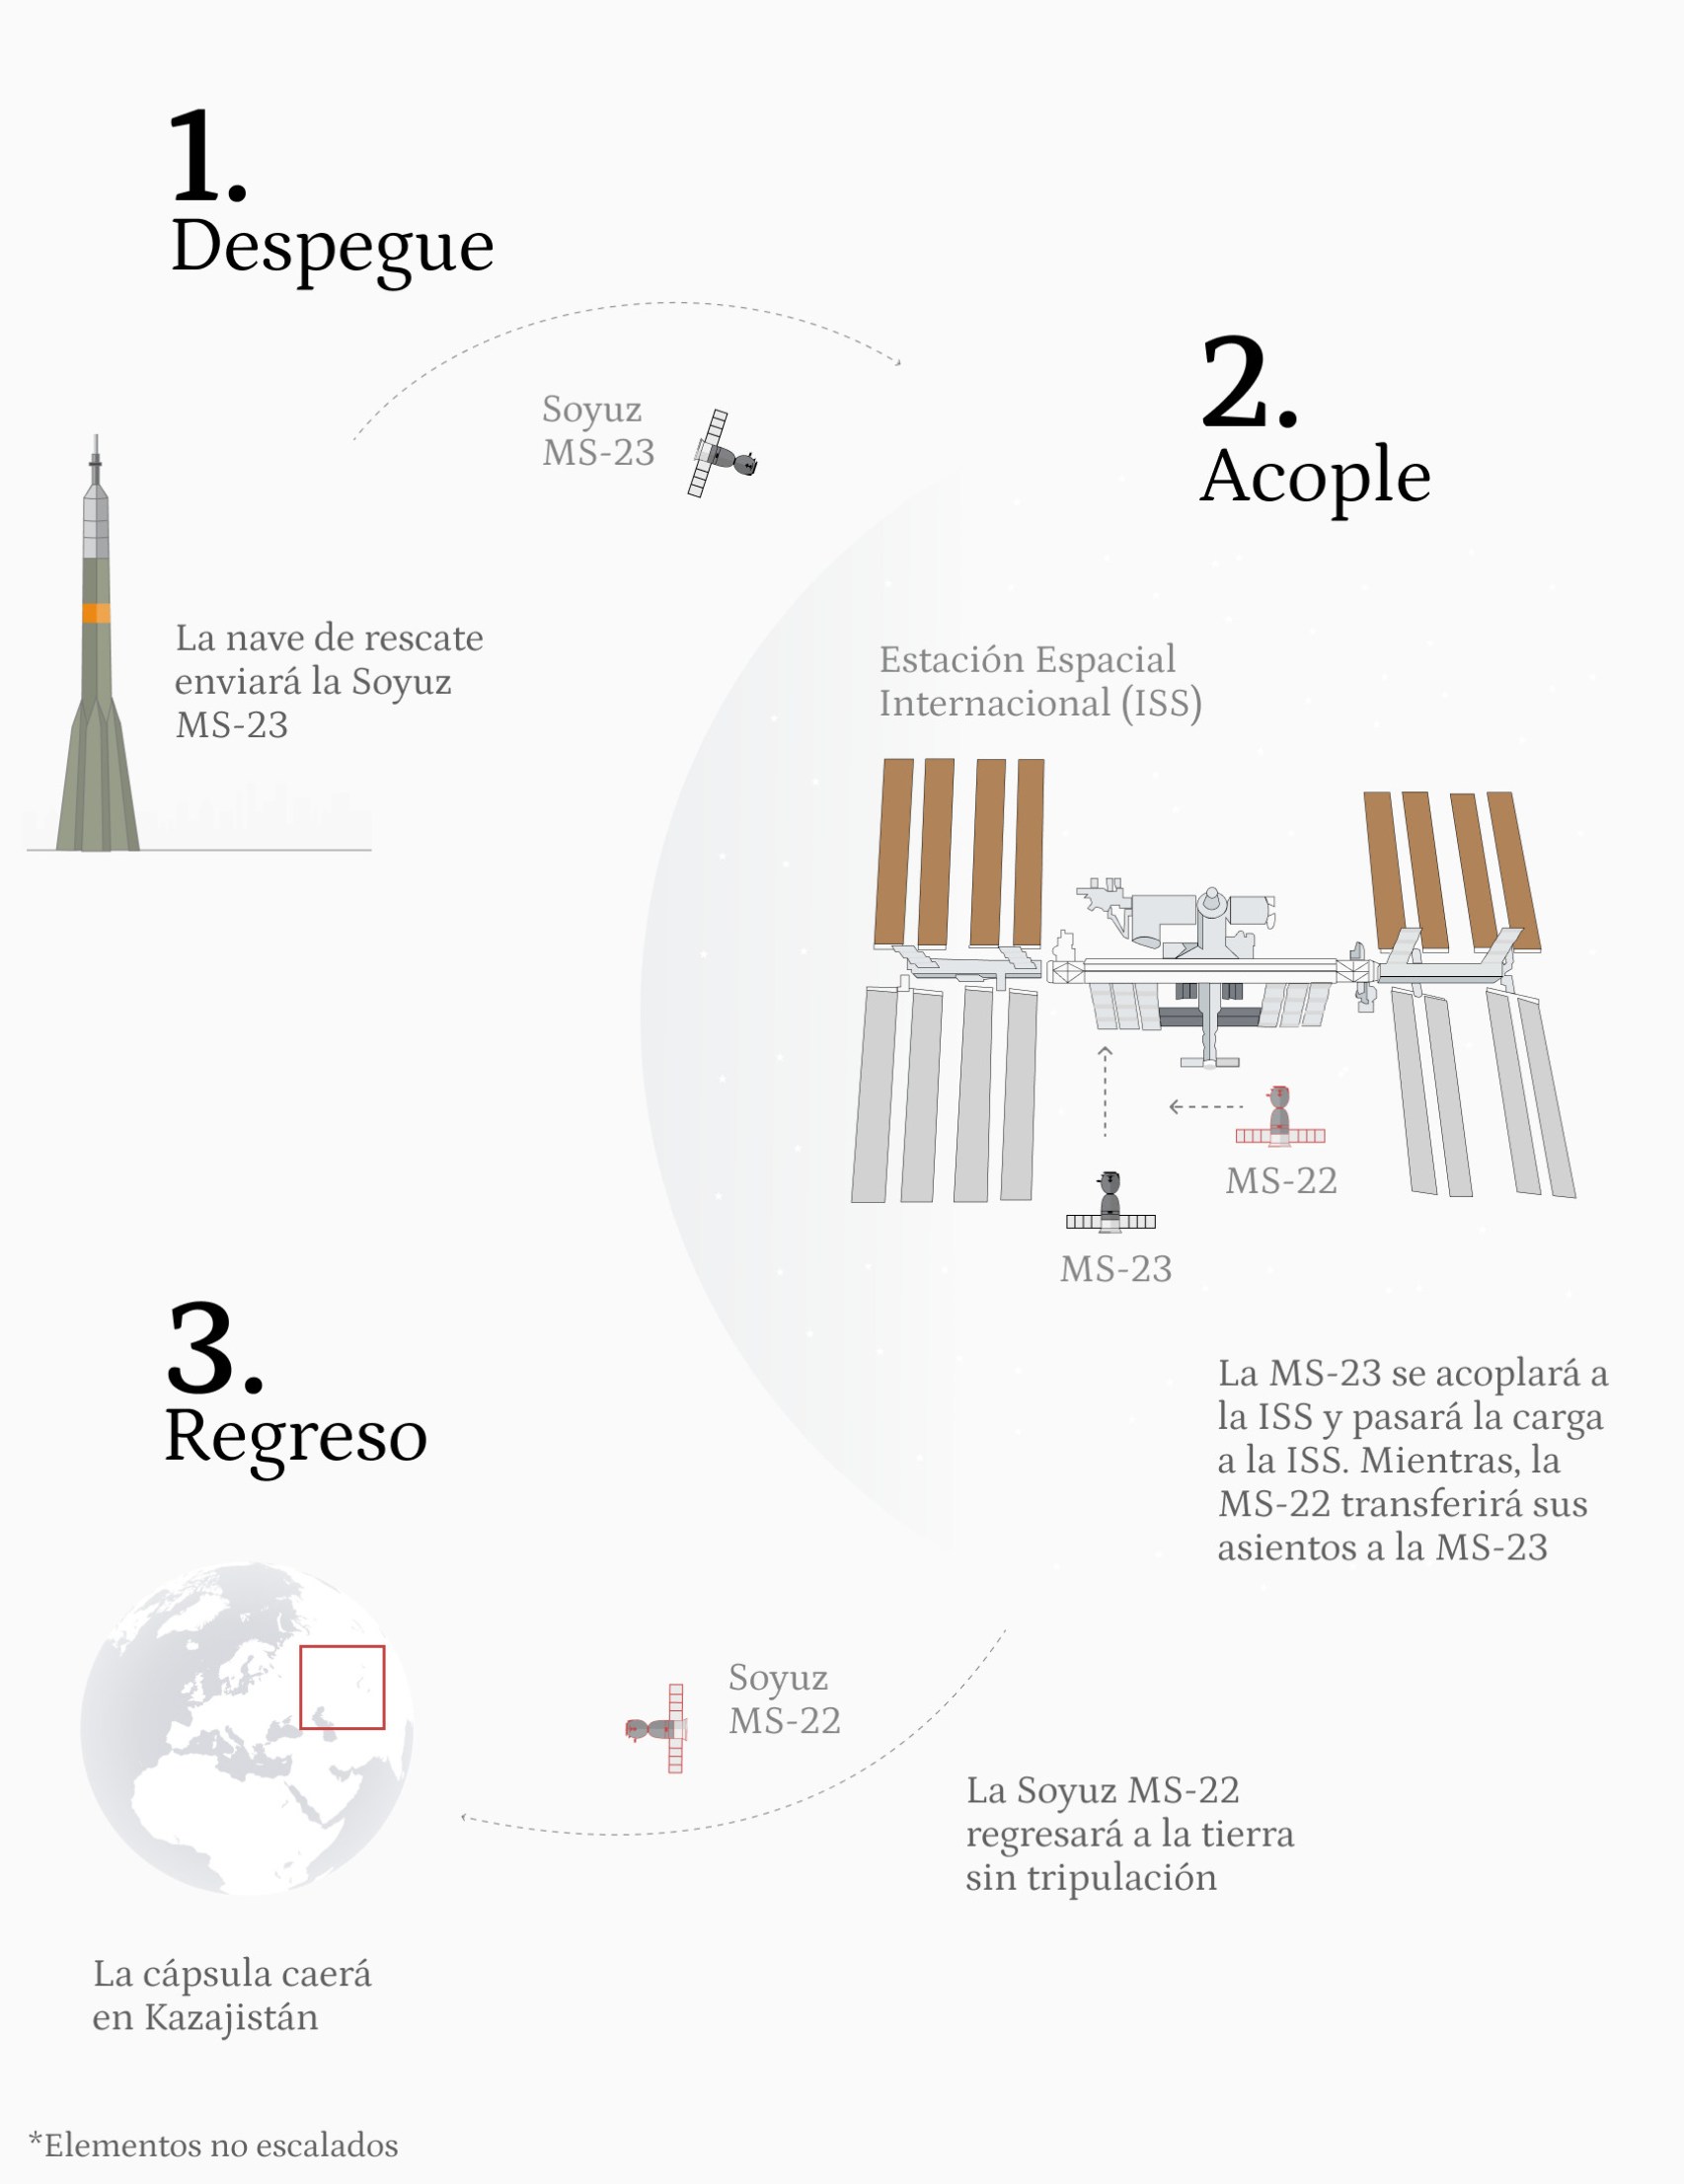 1.
Despegue
Soyuz
MS-23
La nave de rescate
enviará la Soyuz
MS-23
2.
Acople
Estación Espacial
Internacional (ISS)
MS-22
MS-23
La MS-23 se acoplará a
la ISS y pasará la carga
a la ISS. Mientras, la
MS-22 transferirá sus
asientos a la MS-23
3.
Regreso
Soyuz
MS-22
La Soyuz MS-22
regresará a la tierra
sin tripulación
La cápsula caerá
en Kazajistán
*Elementos no escalados